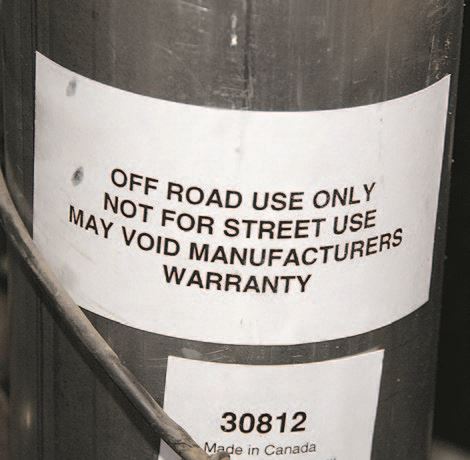 OFF ROAD USE ONLY
NOT FOR STREET USE
MAY VOID MANUFACTURERS
WARRANTY
30812
Made in Canada